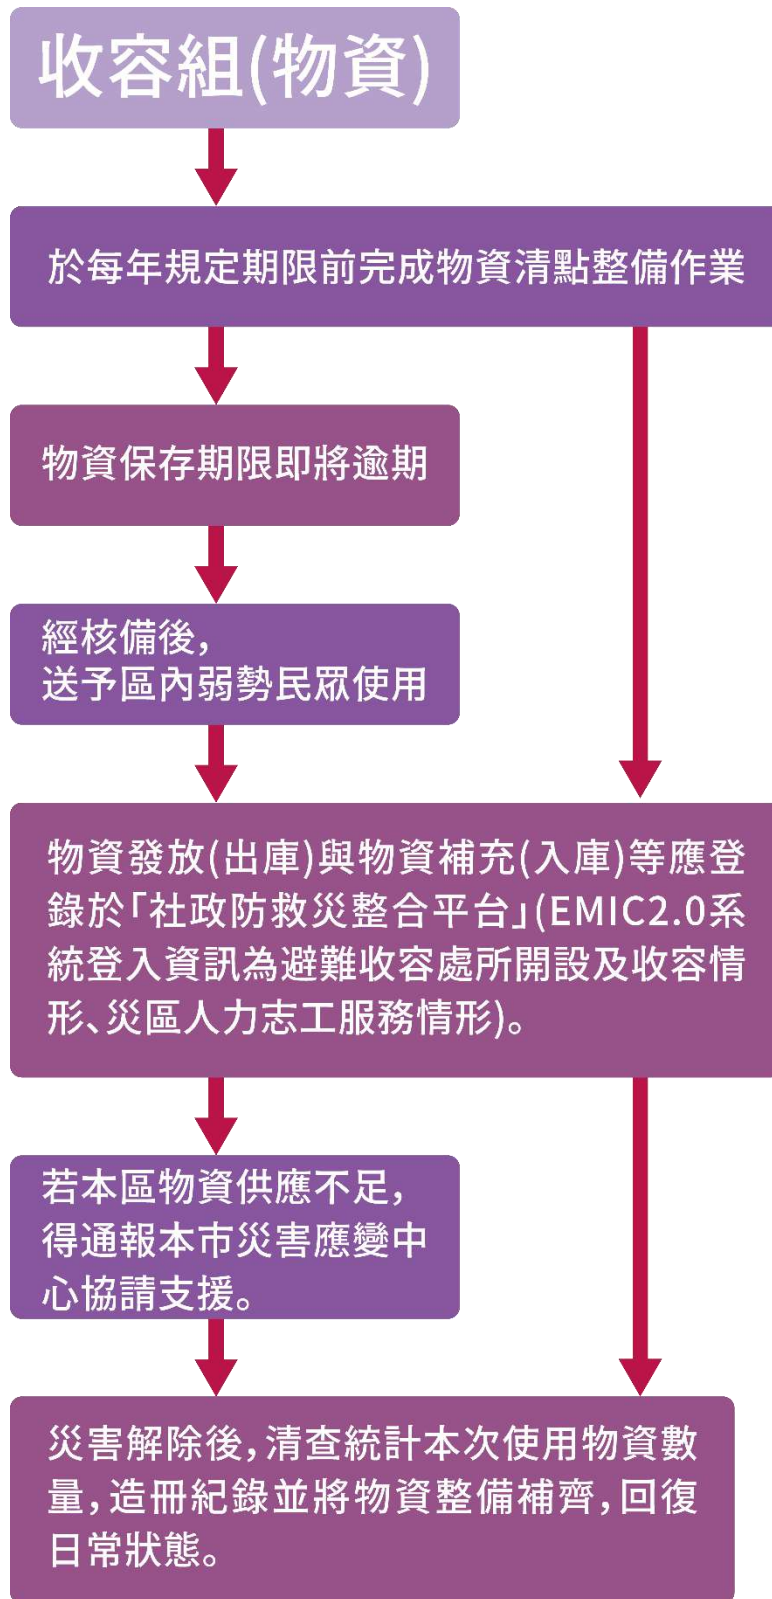 收容組(物資)
於每年規定期限前完成物資清點整備作業
物資保存期限即將逾期
經核備後，
送予區內弱勢民眾使用
物資發放(出庫)與物資補充(入庫)等應登
錄於「社政防救災整合平台」(EMIC2.0系
統登入資訊為避難收容處所開設及收容情
形、災區人力志工服務情形)。
若本區物資供應不足，
得通報本市災害應變中
心協請支援。
災害解除後，清查統計本次使用物資數
量，造冊紀錄並將物資整備補齊，回復
日常狀態。